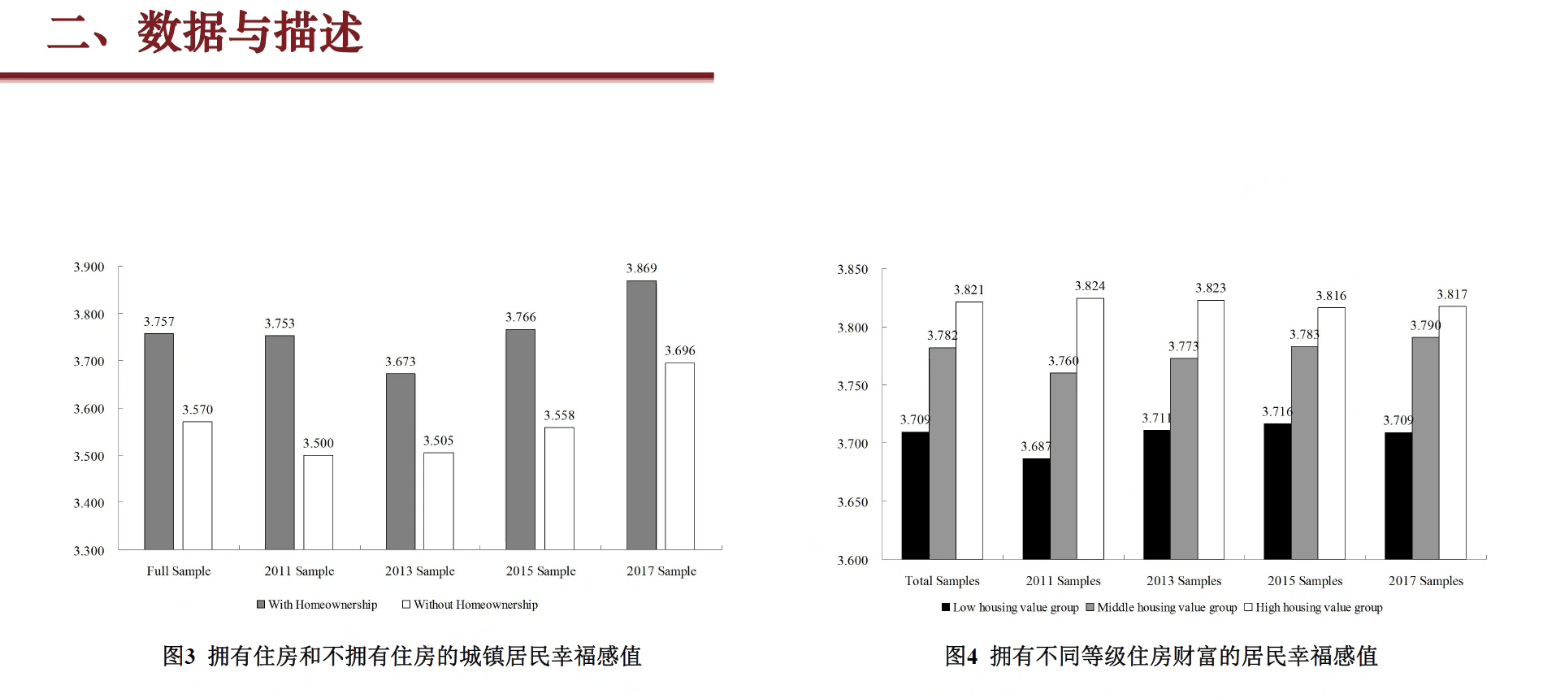 二、数据与描述
3.900
3.800
3.700
3.600
3.500
3.400
3.300
3.757
3.570
3.753
3.500
3.673
3.505
3.766
3.558
3.869
3.696
Full Sample
2011 Sample
2013 Sample
2015 Sample
2017 Sample
With Homeownership
Without Homeownership
图3 拥有住房和不拥有住房的城镇居民幸福感值
3.850
3.800
3.750
3.700
3.650
3.600
3.709
3.782
3.821
3.687
3.760
3.824
3.711
3.773
3.823
3.716
3.783
3.816
3.709
3.790
3.817
Total Samples
2011 Samples
2013 Samples
2015 Samples
2017 Samples
Low housing value group
Middle housing value group
High housing value group
图4 拥有不同等级住房财富的居民幸福感值